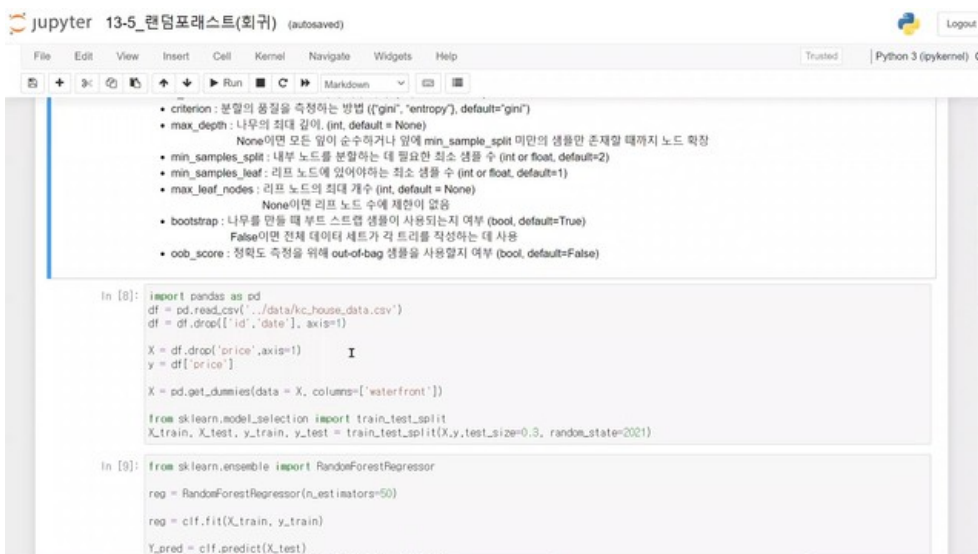 jupyter 13-5_랜덤포래스트(회귀) (autosaved)
Logout
File Edit View Insert Cell Kernel Navigate Widgets Help
Trusted
Python 3 (ipykernel)
Run
Markdown
• criterion : 분할의 품질을 측정하는 방법 ({"gini", "entropy"}, default="gini")
• max_depth : 나무의 최대 깊이. (int, default = None)
None이면 모든 잎이 순수하거나 잎에 min_sample_split 미만의 샘플만 존재할 때까지 노드 확장
• min_samples_split : 내부 노드를 분할하는 데 필요한 최소 샘플 수 (int or float, default=2)
• min_samples_leaf : 리프 노드에 있어야하는 최소 샘플 수 (int or float, default=1)
• max_leaf_nodes : 리프 노드의 최대 개수 (int, default = None)
None이면 리프 노드 수에 제한이 없음
• bootstrap : 나무를 만들 때 부트 스트랩 샘플이 사용되는지 여부 (bool, default=True)
False이면 전체 데이터 세트가 각 트리를 작성하는 데 사용
• oob_score : 정확도 측정을 위해 out-of-bag 샘플을 사용할지 여부 (bool, default=False)
In [8]: import pandas as pd
df = pd.read_csv('../data/kc_house_data.csv')
df = df.drop(['id','date'], axis=1)
X = df.drop('price',axis=1)
y = df['price']
X = pd.get_dummies(data = X, columns=['waterfront'])
from sklearn.model_selection import train_test_split
X_train, X_test, y_train, y_test = train_test_split(X,y,test_size=0.3, random_state=2021)
In [9]: from sklearn.ensemble import RandomForestRegressor
reg = RandomForestRegressor(n_estimators=50)
reg = clf.fit(X_train, y_train)
Y_pred = clf.predict(X_test)